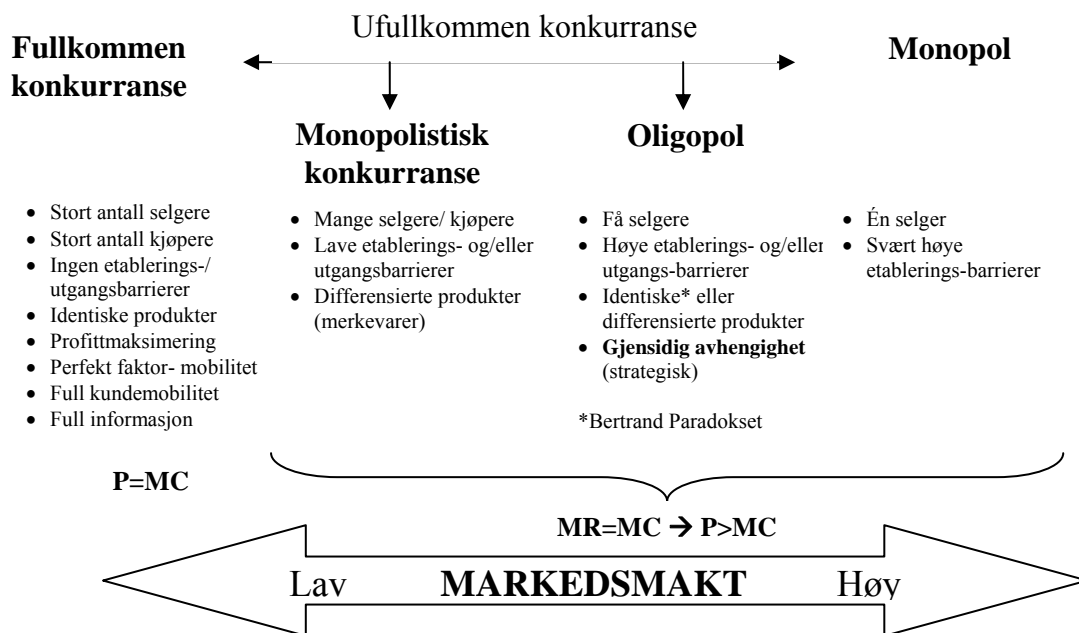 Ufullkommen konkurranse
Fullkommen
konkurranse
Monopol
Monopolistisk
konkurranse
Oligopol
• Stort antall selgere
• Stort antall kjøpere
• Ingen etablerings-/
utgangsbarrierer
• Identiske produkter
• Profittmaksimering
• Perfekt faktor- mobilitet
• Full kundemobilitet
• Full informasjon
• Mange selgere/ kjøpere
• Lave etablerings- og/eller
utgangsbarrierer
• Differensierte produkter
(merkevarer)
• Få selgere
• Høye etablerings- og/eller
utgangs-barrierer
• Identiske* eller
differensierte produkter
• Gjensidig avhengighet
(strategisk)
*Bertrand Paradokset
• Én selger
• Svært høye
etablerings-barrierer
P=MC
MR=MC → P>MC
Lav MARKEDSMAKT Høy